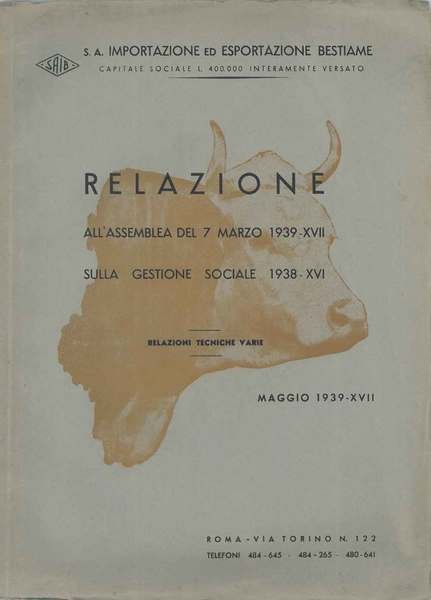 SAIB
S. A. IMPORTAZIONE ED ESPORTAZIONE BESTIAME
CAPITALE SOCIALE L. 400.000 INTERAMENTE VERSATO
RELAZIONE
ALL'ASSEMBLEA DEL 7 MARZO 1939-XVII
SULLA GESTIONE SOCIALE 1938-XVI
RELAZIONI TECNICHE VARIE
MAGGIO 1939-XVII
ROMA - VIA TORINO N. 122
TELEFONI 484-645 - 484-265 - 480-641